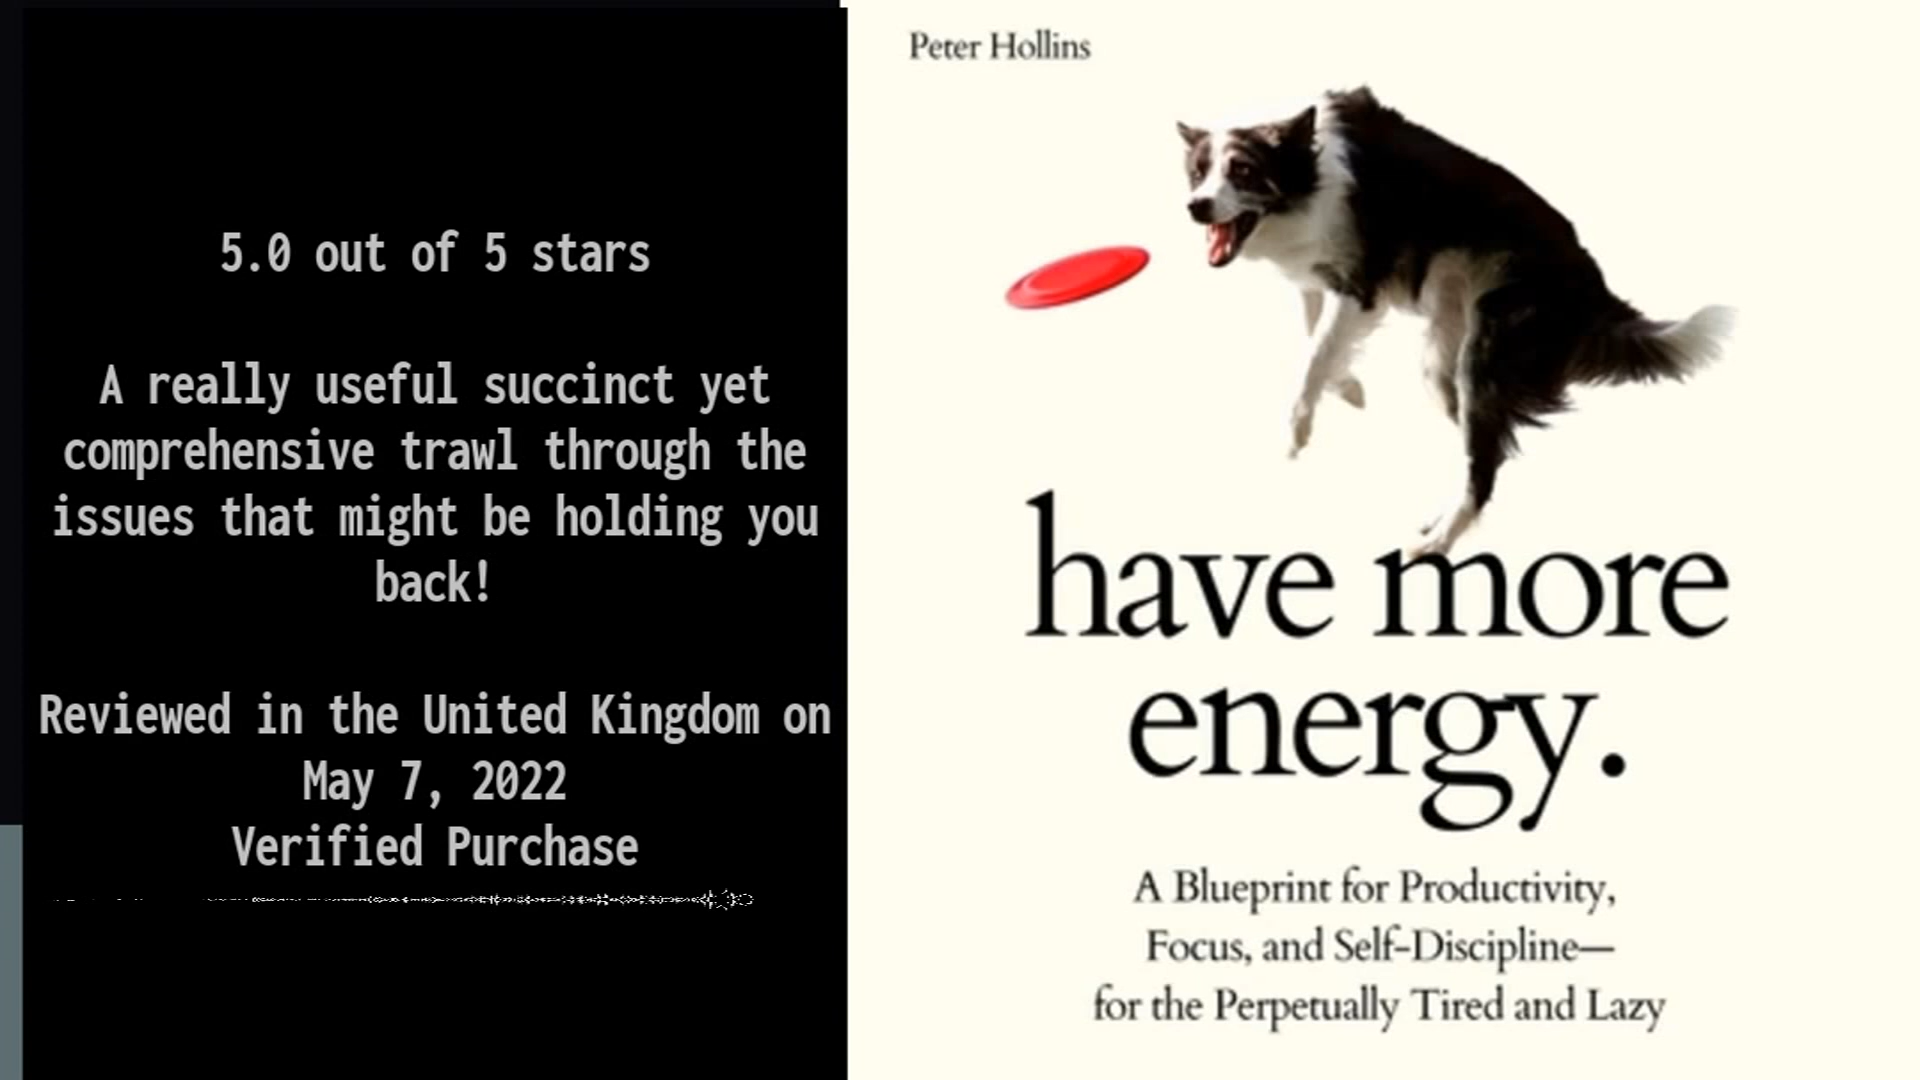 5.0 out of 5 stars
A really useful succinct yet
comprehensive trawl through the
issues that might be holding you
back!
Reviewed in the United Kingdom on
May 7, 2022
Verified Purchase
Peter Hollins
have more
energy.
A Blueprint for Productivity,
Focus, and Self-Discipline—
for the Perpetually Tired and Lazy